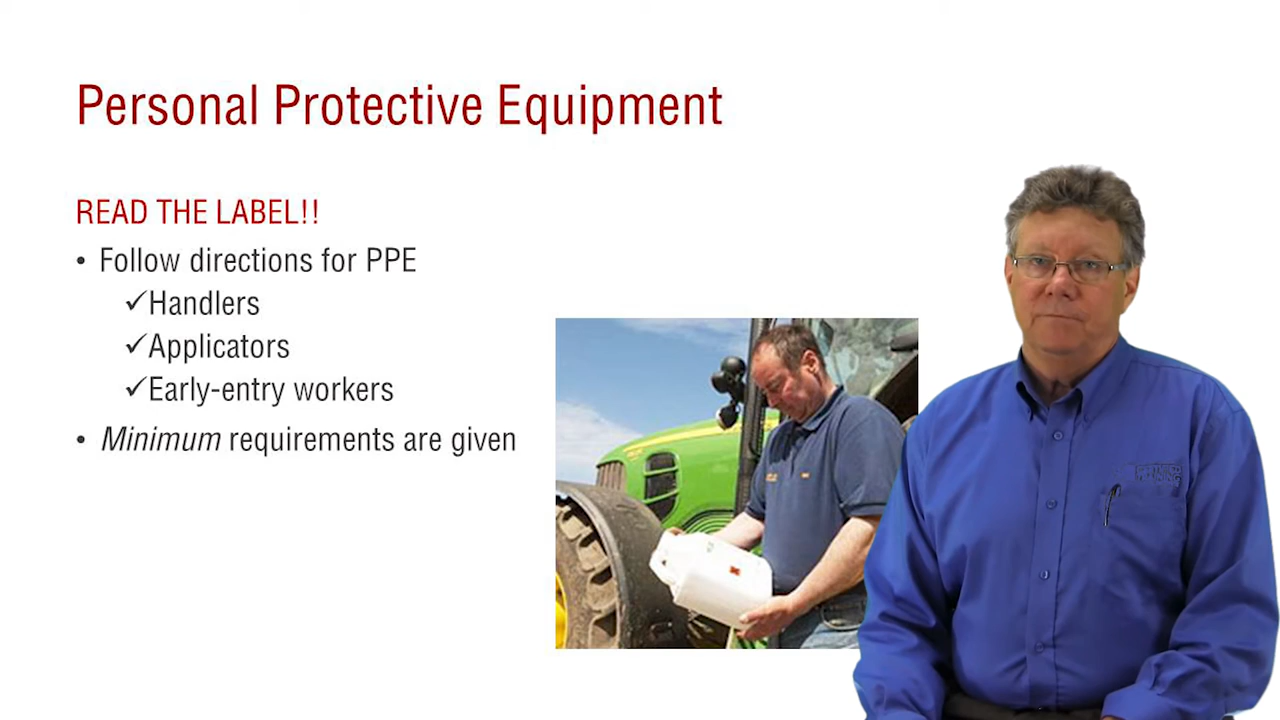 Personal Protective Equipment
READ THE LABEL!!
• Follow directions for PPE
✓Handlers
✓Applicators
✓Early-entry workers
• Minimum requirements are given